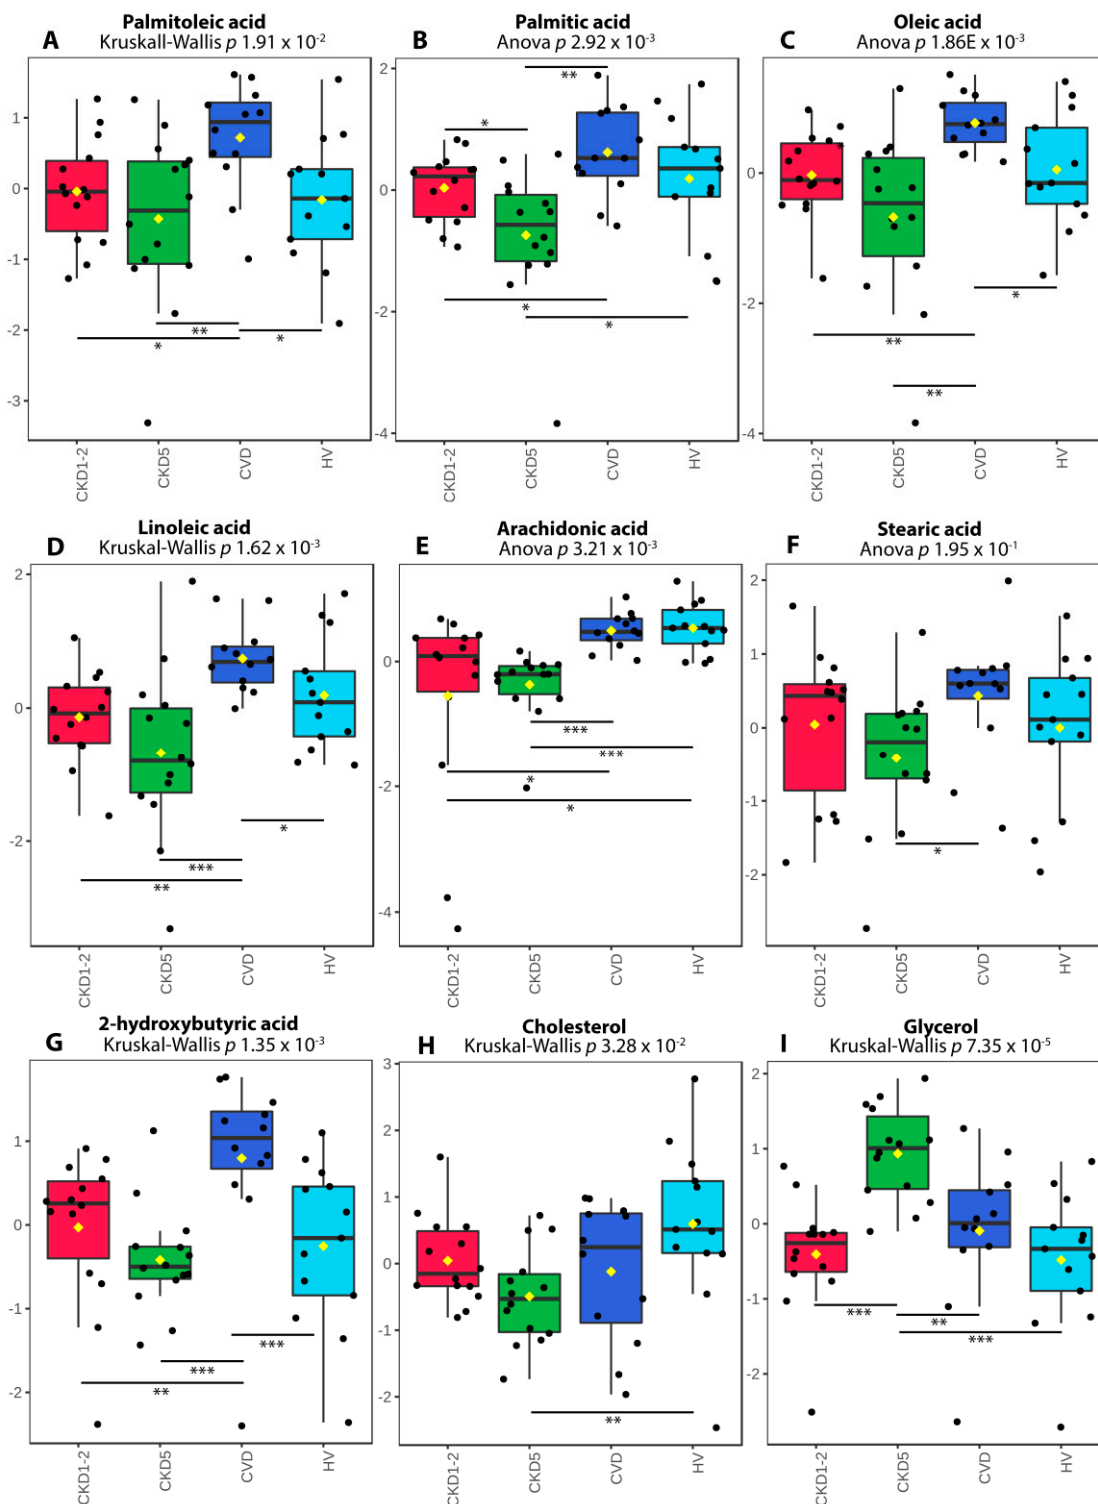 A Palmitoleic acid
Kruskall-Wallis p 1.91 x 10-2
1
0
-1
-2
-3
**
*
*
CKD1-2 CKD5 CVD HV
B Palmitic acid
Anova p 2.92 x 10-3
2
0
-2
-4
**
*
*
*
CKD1-2 CKD5 CVD HV
C Oleic acid
Anova p 1.86E x 10-3
0
-2
-4
*
**
**
CKD1-2 CKD5 CVD HV
D Linoleic acid
Kruskal-Wallis p 1.62 x 10-3
2
0
-2
*
***
**
CKD1-2 CKD5 CVD HV
E Arachidonic acid
Anova p 3.21 x 10-3
0
-2
-4
***
***
*
*
CKD1-2 CKD5 CVD HV
F Stearic acid
Anova p 1.95 x 10-1
2
1
0
-1
-2
*
CKD1-2 CKD5 CVD HV
G 2-hydroxybutyric acid
Kruskal-Wallis p 1.35 x 10-3
1
0
-1
-2
***
***
**
CKD1-2 CKD5 CVD HV
H Cholesterol
Kruskal-Wallis p 3.28 x 10-2
3
2
1
0
-1
-2
**
CKD1-2 CKD5 CVD HV
I Glycerol
Kruskal-Wallis p 7.35 x 10-5
2
1
0
-1
-2
***
**
***
CKD1-2 CKD5 CVD HV